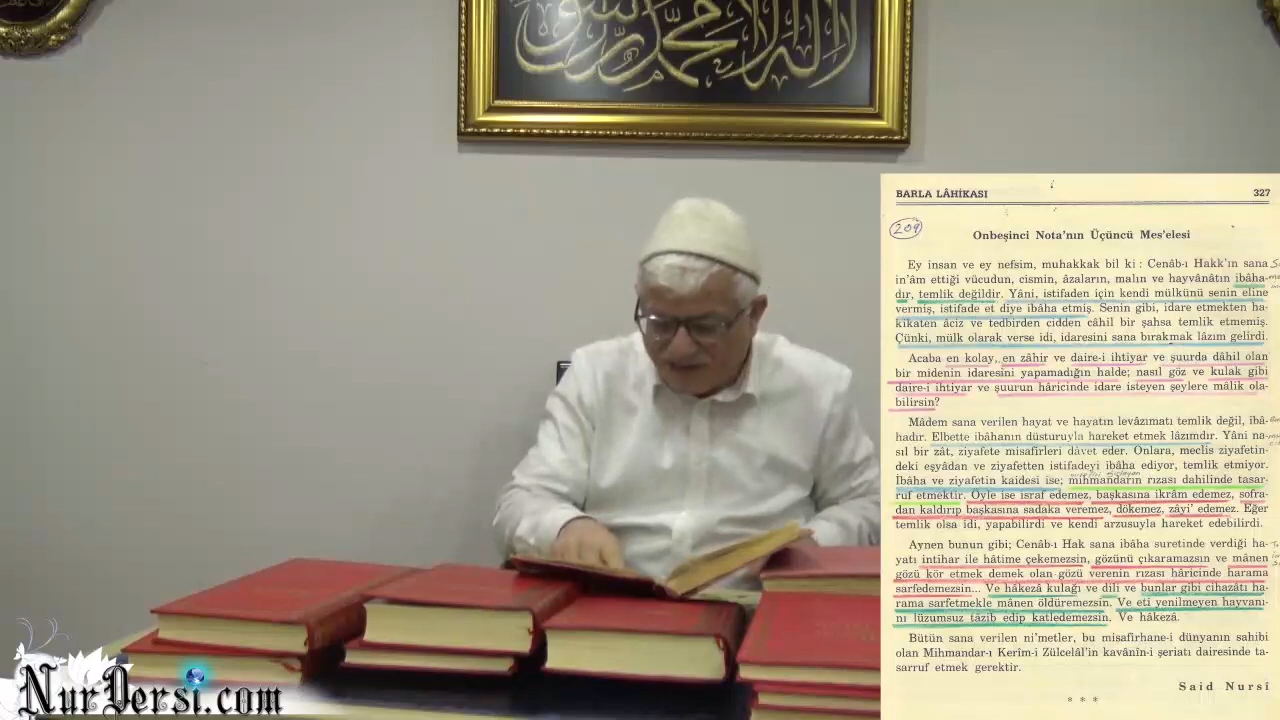 لا إله إلا الله محمد رسول
BARLA LÂHİKASI 327
209
Onbeşinci Nota'nın Üçüncü Mes'elesi
Ey insan ve ey nefsim, muhakkak bil ki : Cenâb-ı Hakk'ın sana
in'âm ettiği vücudun, cismin, âzaların, malın ve hayvânâtın ibâha-
dır, temlik değildir. Yâni, istifaden için kendi mülkünü senin eline
vermiş, istifade et diye ibâha etmiş. Senin gibi, idare etmekten ha-
kikaten âciz ve tedbirden cidden câhil bir şahsa temlik etmemiş.
Çünki, mülk olarak verse idi, idaresini sana bırakmak lâzım gelirdi.
Acaba en kolay, en zâhir ve daire-i ihtiyar ve şuurda dâhil olan
bir midenin idaresini yapamadığın halde; nasıl göz ve kulak gibi
daire-i ihtiyar ve şuurun hâricinde idare isteyen şeylere mâlik ola-
bilirsin?
Mâdem sana verilen hayat ve hayatın levâzımatı temlik değil, ibâ-
hadır. Elbette ibâhanın düsturuyla hareket etmek lâzımdır. Yâni na-
sıl bir zât, ziyafete misafirleri dâvet eder. Onlara, meclis ziyafetin-
deki eşyâdan ve ziyafetten istifadeyi ibâha ediyor, temlik etmiyor.
İbâha ve ziyafetin kaidesi ise; mihmandarın rızası dahilinde tasar-
ruf etmektir. Öyle ise israf edemez, başkasına ikrâm edemez, sofra-
dan kaldırıp başkasına sadaka veremez, dökemez, zâyi' edemez. Eğer
temlik olsa idi, yapabilirdi ve kendi arzusuyla hareket edebilirdi.
Aynen bunun gibi; Cenâb-ı Hak sana ibâha suretinde verdiği ha-
yatı intihar ile hâtime çekemezsin, gözünü çıkaramazsın ve mânen
gözü kör etmek demek olan gözü verenin rızası hâricinde harama
sarfedemezsin... Ve hâkezâ kulağı ve dili ve bunlar gibi cihazatı ha-
rama sarfetmekle mânen öldüremezsin. Ve eti yenilmeyen hayvanı-
nı lüzumsuz tâzib edip katledemezsin. Ve hâkezâ.
Bütün sana verilen ni'metler, bu misafirhane-i dünyanın sahibi
olan Mihmandar-ı Kerîm-i Zülcelâl'in kavânîn-i şeriatı dairesinde ta-
sarruf etmek gerektir.
Said Nursî
* * *
NurDersi.com